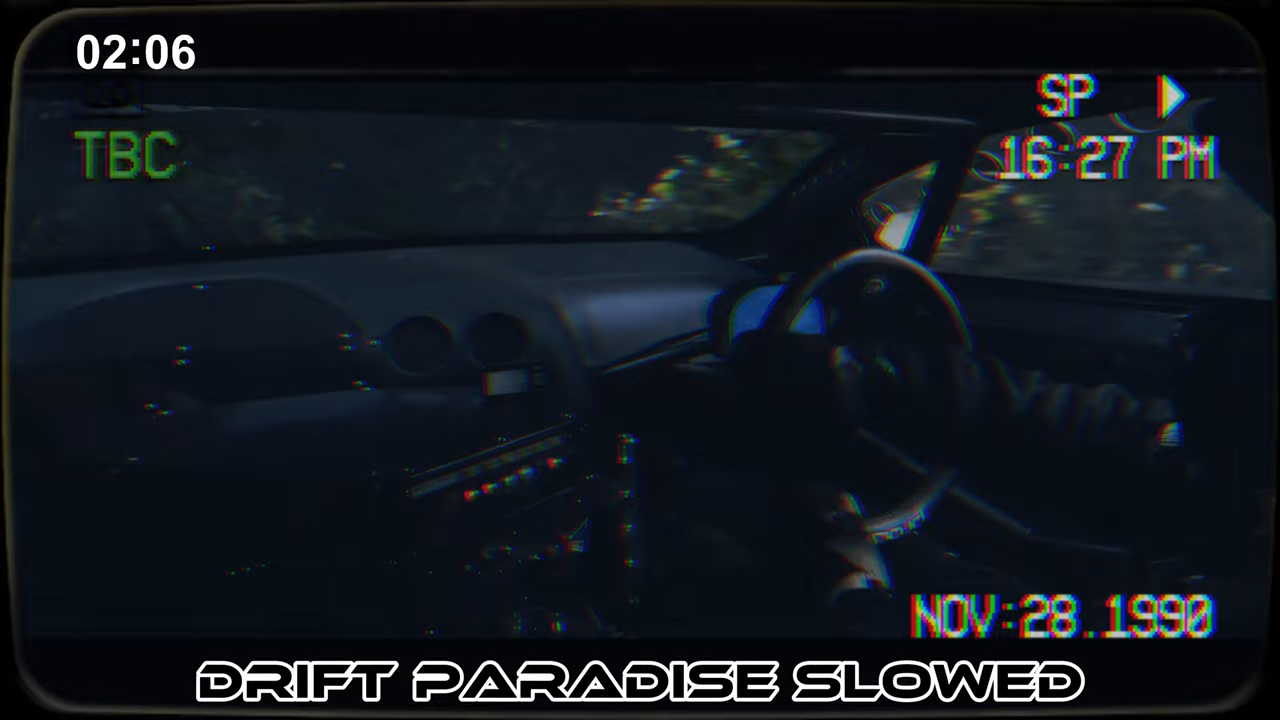 02:06
SP
TBC
16:27 PM
NOV:28.1990
DRIFT PARADISE SLOWED